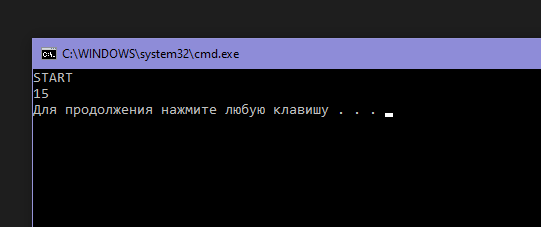 C:\WINDOWS\system32\cmd.exe
START
15
Для продолжения нажмите любую клавишу . . .